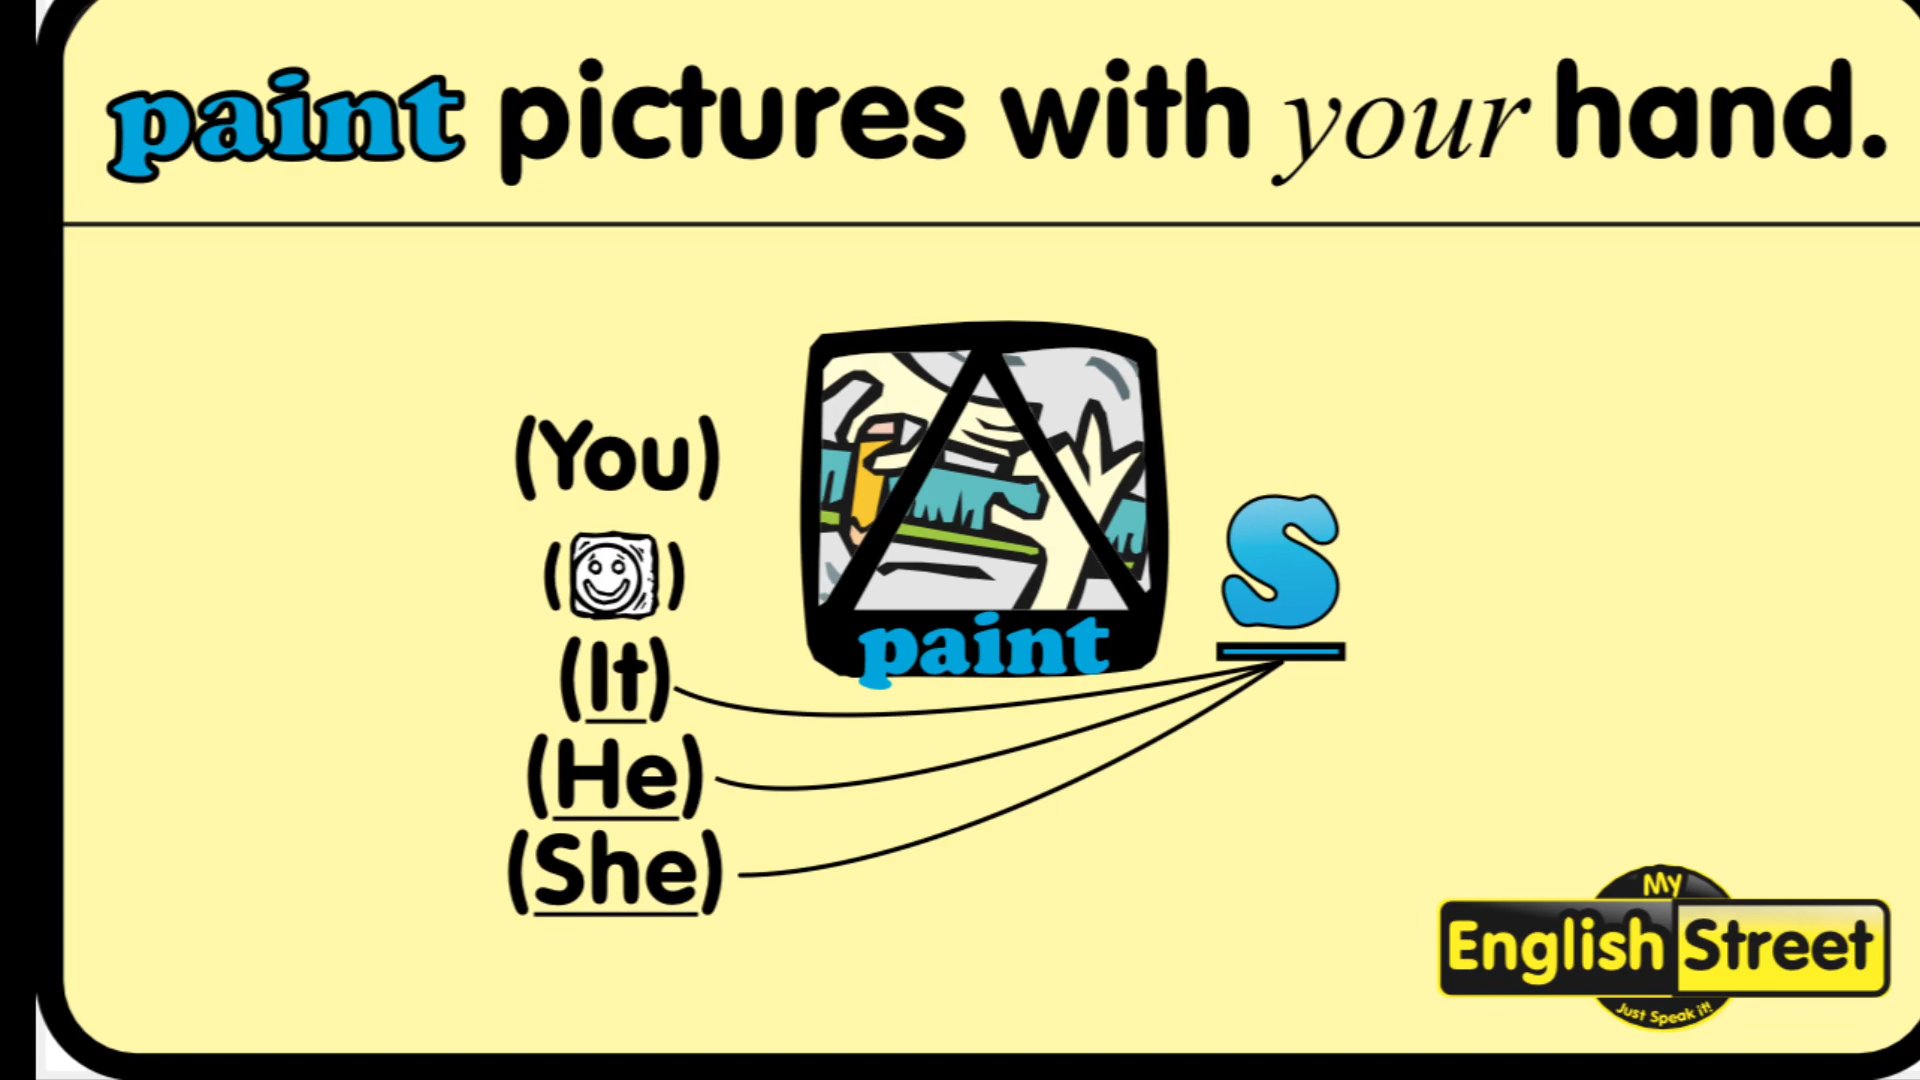 paint pictures with your hand.
(You)
( )
(It)
(He)
(She)
paint
S
My
English Street
Just Speak it!